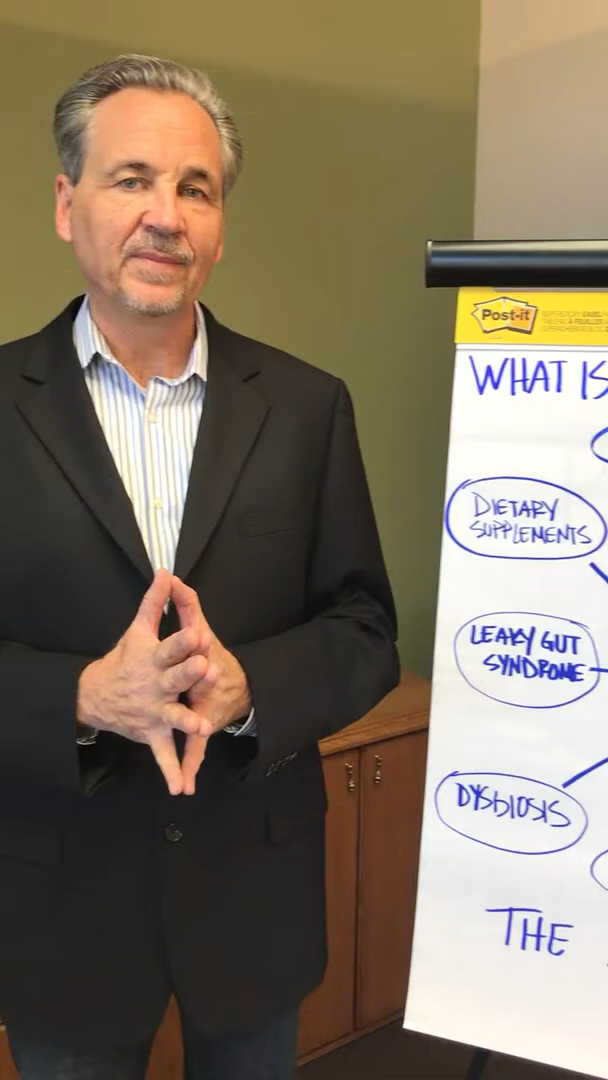 Post-it
WHAT IS
DIETARY
SUPPLEMENTS
LEAKY GUT
SYNDROME
DYSBIOSIS
THE